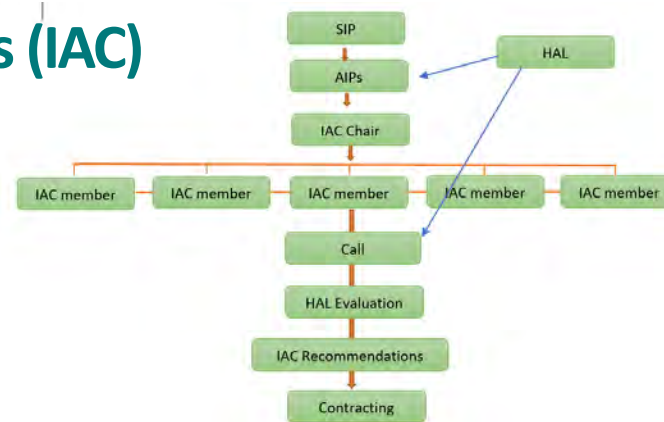 s (IAC)
SIP
HAL
AIPs
IAC Chair
IAC member IAC member IAC member IAC member IAC member
Call
HAL Evaluation
IAC Recommendations
Contracting